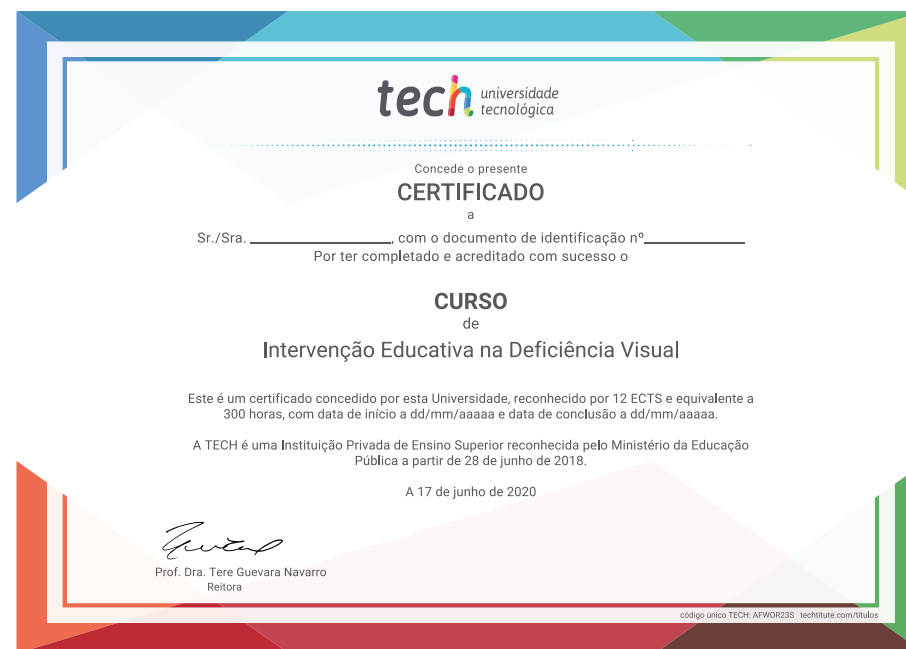 tech universidade
tecnológica
Concede o presente
CERTIFICADO
a
Sr./Sra. ____________________, com o documento de identificação nº______________
Por ter completado e acreditado com sucesso o
CURSO
de
Intervenção Educativa na Deficiência Visual
Este é um certificado concedido por esta Universidade, reconhecido por 12 ECTS e equivalente a
300 horas, com data de início a dd/mm/aaaaa e data de conclusão a dd/mm/aaaaa.
A TECH é uma Instituição Privada de Ensino Superior reconhecida pelo Ministério da Educação
Pública a partir de 28 de junho de 2018.
A 17 de junho de 2020
Prof. Dra. Tere Guevara Navarro
Reitora
código único TECH: AFWOR23S techtitute.com/titulos